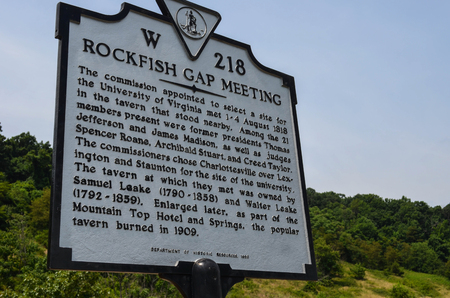 W 218
ROCKFISH GAP MEETING
The commission appointed to select a site for
the University of Virginia met 1-4 August 1818
in the tavern that stood nearby. Among the 21
members present were former presidents Thomas
Jefferson and James Madison, as well as Judges
Spencer Roane, Archibald Stuart, and Creed Taylor.
The commissioners chose Charlottesville over Lex-
ington and Staunton for the site of the university.
The tavern at which they met was owned by
Samuel Leake (1790-1858) and Walter Leake
(1792-1859). Enlarged later, as part of the
Mountain Top Hotel and Springs, the popular
tavern burned in 1909.
DEPARTMENT OF HISTORIC RESOURCES